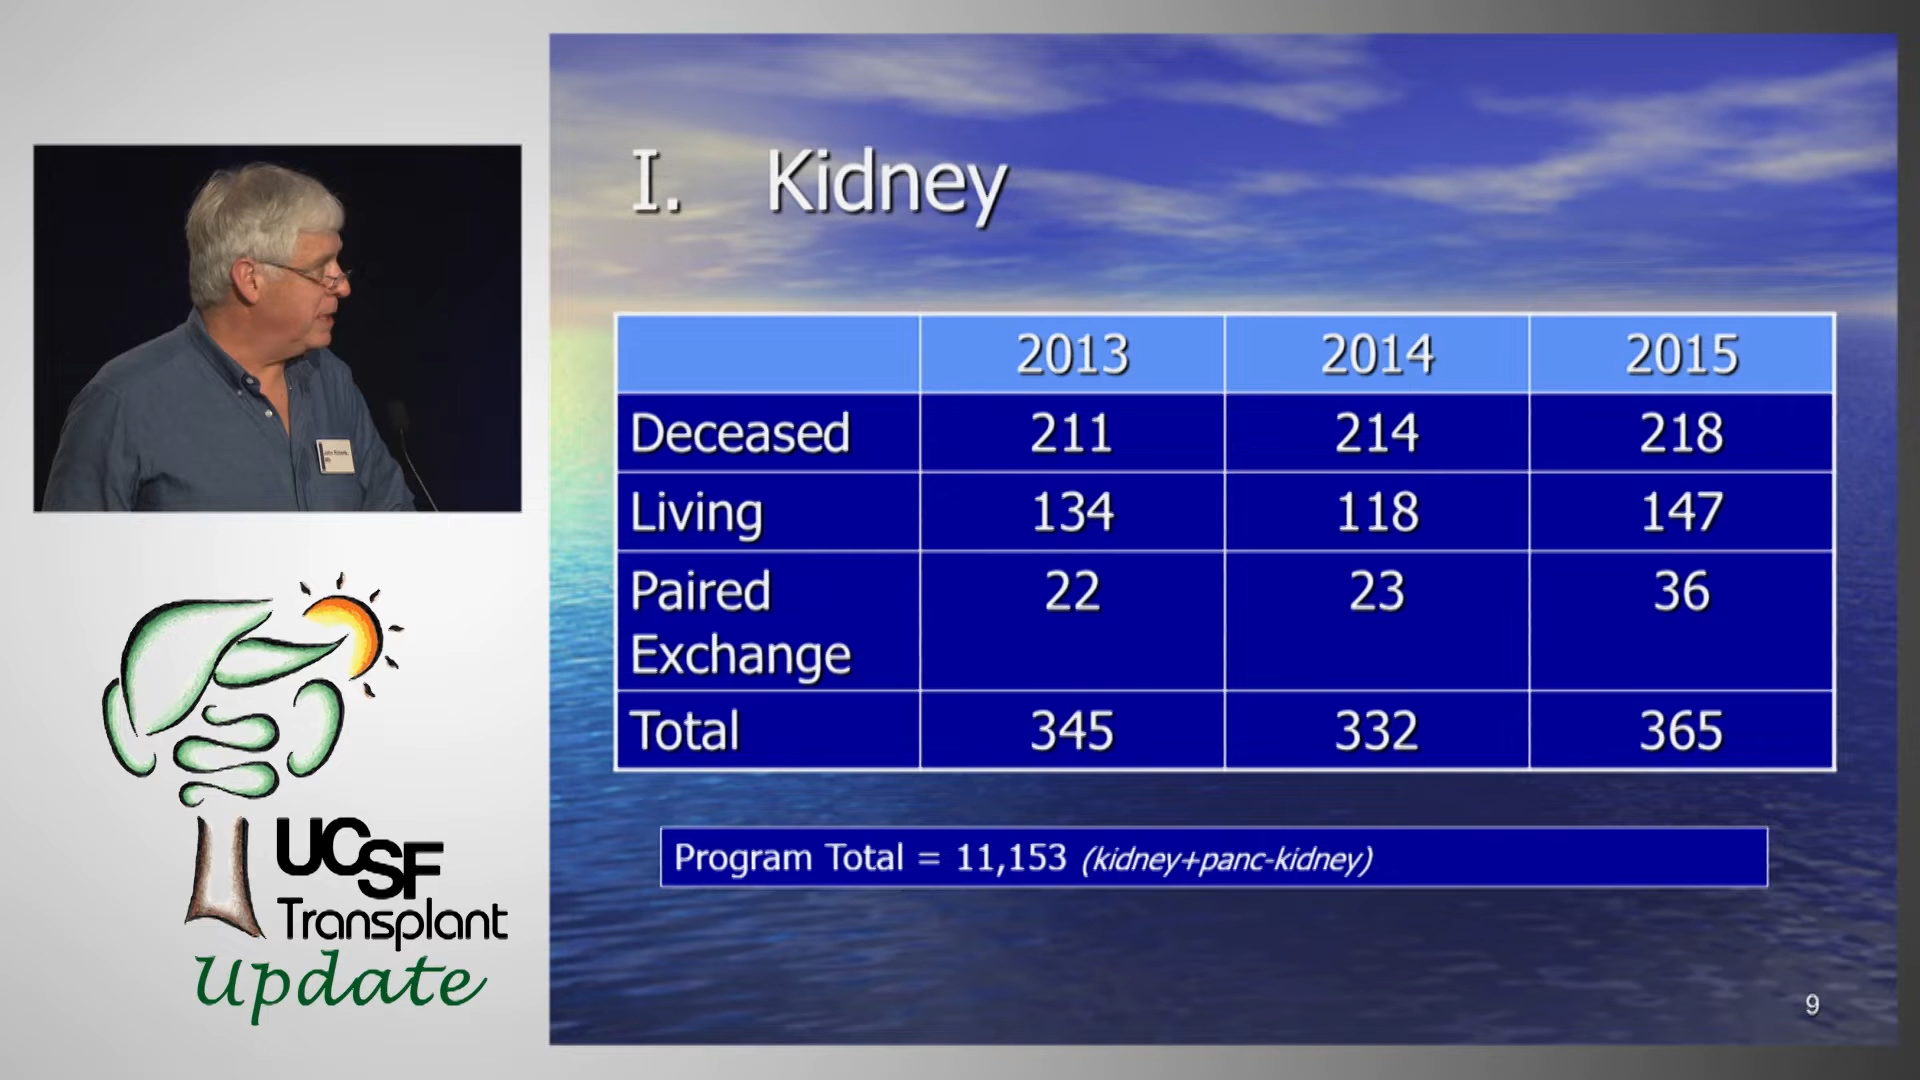 I. Kidney
2013 2014 2015
Deceased 211 214 218
Living 134 118 147
Paired Exchange 22 23 36
Total 345 332 365
Program Total = 11,153 (kidney+panc-kidney)
9
UCSF
Transplant
Update